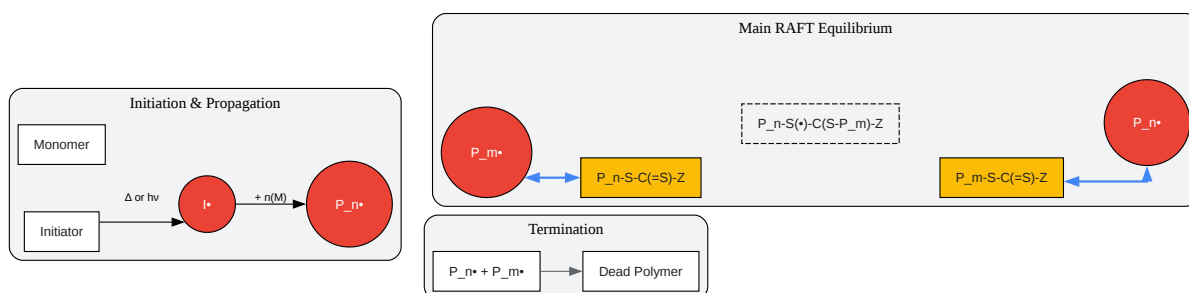 Main RAFT Equilibrium
Initiation & Propagation
Monomer
Initiator
Δ or hν
I•
+ n(M)
P_n•
P_m•
P_n-S-C(=S)-Z
P_n-S(•)-C(S-P_m)-Z
P_m-S-C(=S)-Z
P_n•
Termination
P_n• + P_m•
Dead Polymer